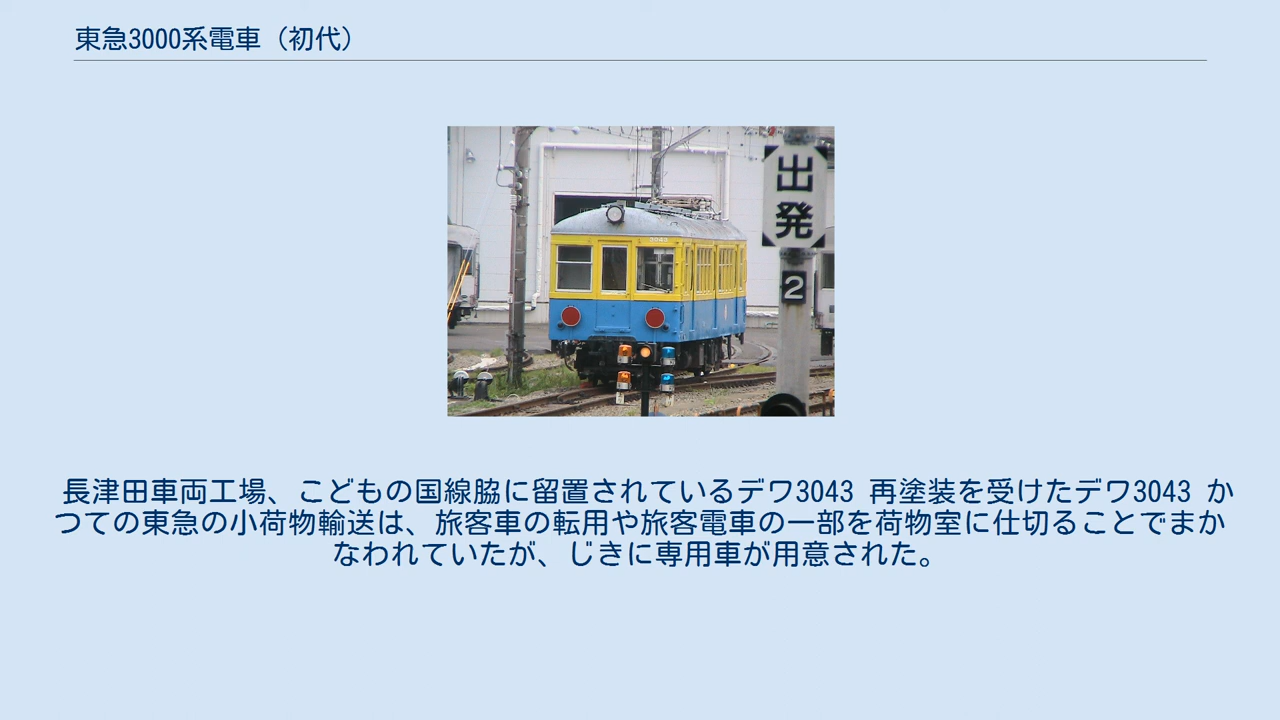 東急3000系電車（初代）
3043
出発
2
長津田車両工場、こどもの国線脇に留置されているデワ3043 再塗装を受けたデワ3043 か
つての東急の小荷物輸送は、旅客車の転用や旅客電車の一部を荷物室に仕切ることでまか
なわれていたが、じきに専用車が用意された。